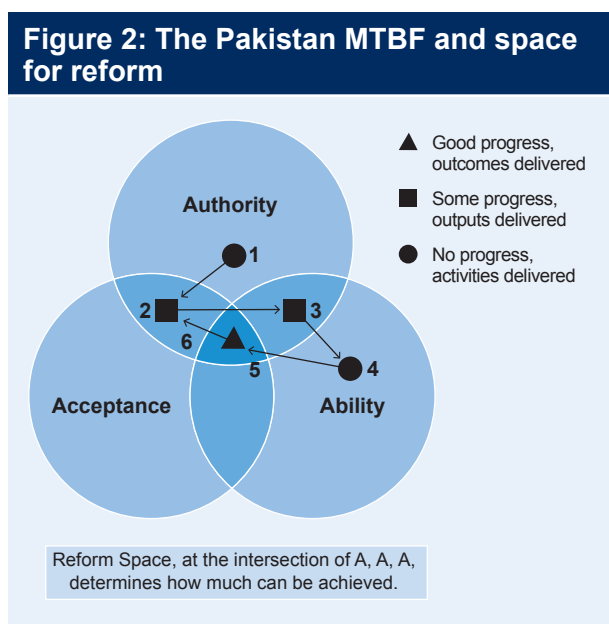 Figure 2: The Pakistan MTBF and space
for reform
Good progress,
outcomes delivered
Authority
Some progress,
outputs delivered
1
No progress,
activities delivered
2
3
6
5
4
Acceptance
Ability
Reform Space, at the intersection of A, A, A,
determines how much can be achieved.